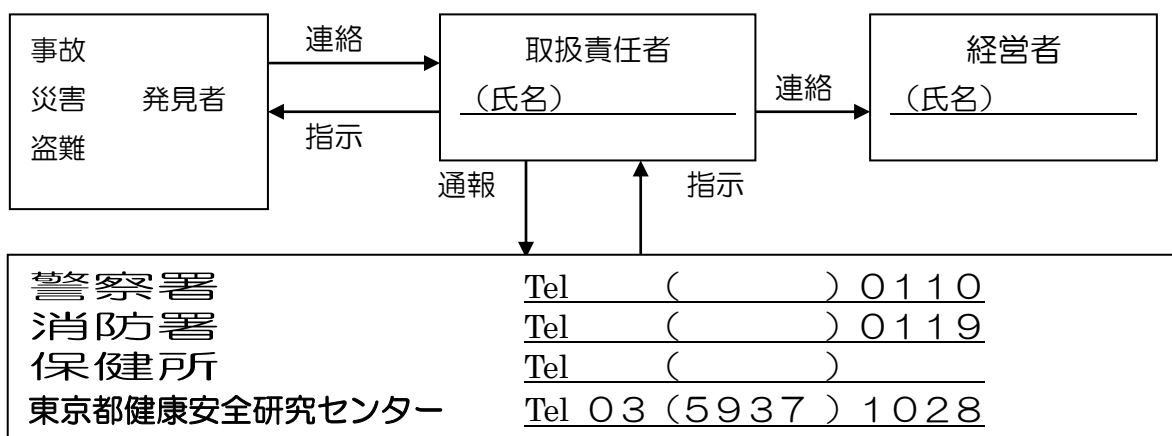 事故
災害 発見者
盗難
連絡
指示
取扱責任者
(氏名)
連絡
経営者
(氏名)
通報
指示
警察署 Tel ( )0110
消防署 Tel ( )0119
保健所 Tel ( )
東京都健康安全研究センター Tel 03(5937)1028